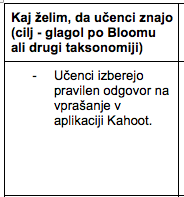 Kaj želim, da učenci znajo
(cilj - glagol po Bloomu
ali drugi taksonomiji)
- Učenci izberejo
pravilen odgovor na
vprašanje v
aplikaciji Kahoot.